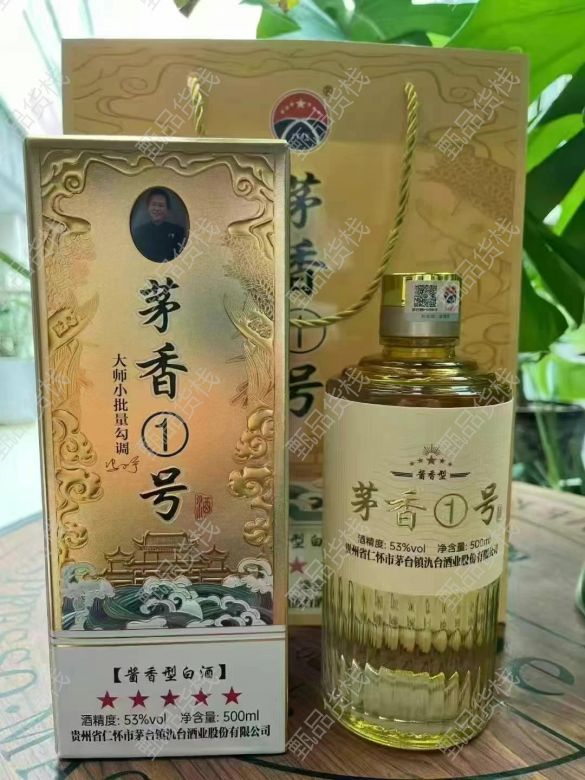 茅香①号
大师小批量勾调
酒
【酱香型白酒】
★★★★★
酒精度: 53%vol 净含量: 500ml
贵州省仁怀市茅台镇氿台酒业股份有限公司
®
茅香①号
酱香型
茅香①号
酒精度: 53%vol 净含量: 500ml
贵州省仁怀市茅台镇氿台酒业股份有限公司
甄品货栈